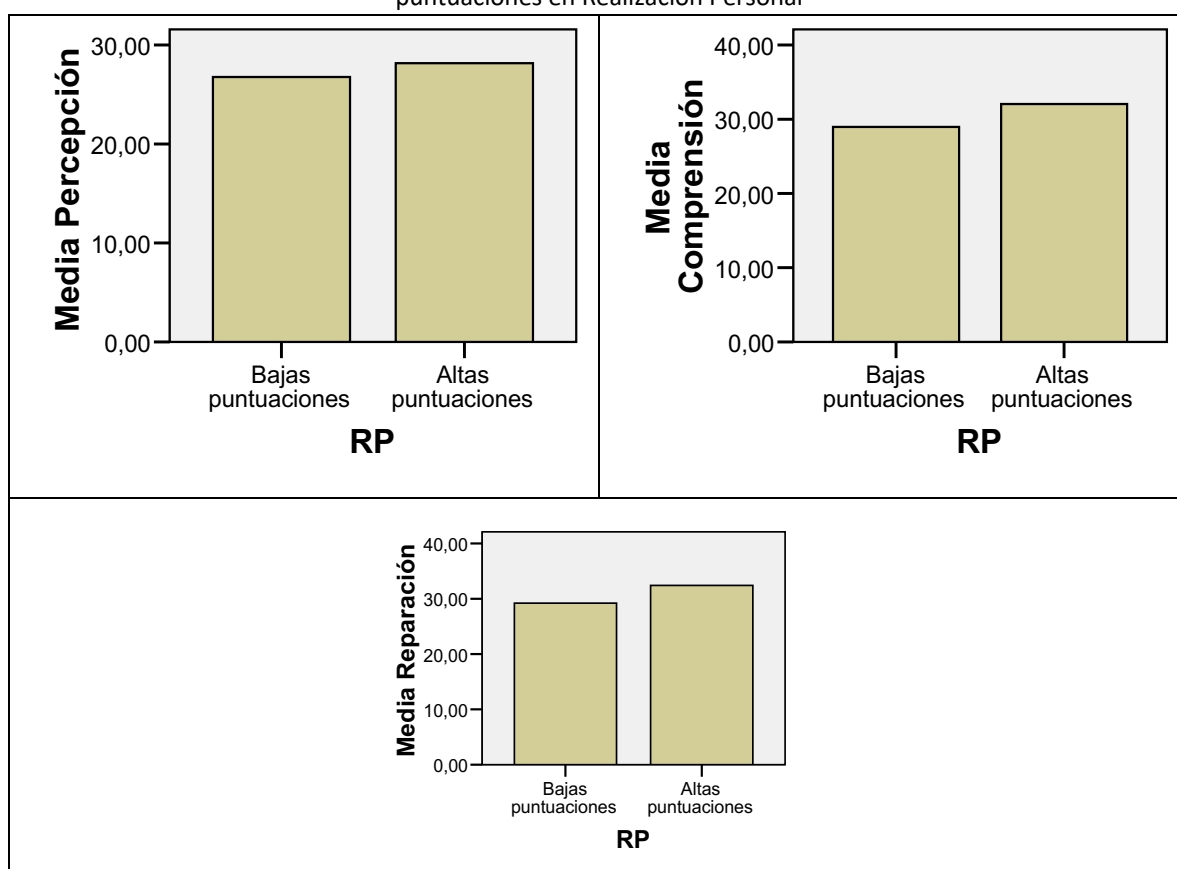 puntuaciones en Realización Personal
Media Percepción
30,00
20,00
10,00
0,00
Bajas
puntuaciones
Altas
puntuaciones
RP
Media
Comprensión
40,00
30,00
20,00
10,00
0,00
Bajas
puntuaciones
Altas
puntuaciones
RP
Media Reparación
40,00
30,00
20,00
10,00
0,00
Bajas
puntuaciones
Altas
puntuaciones
RP